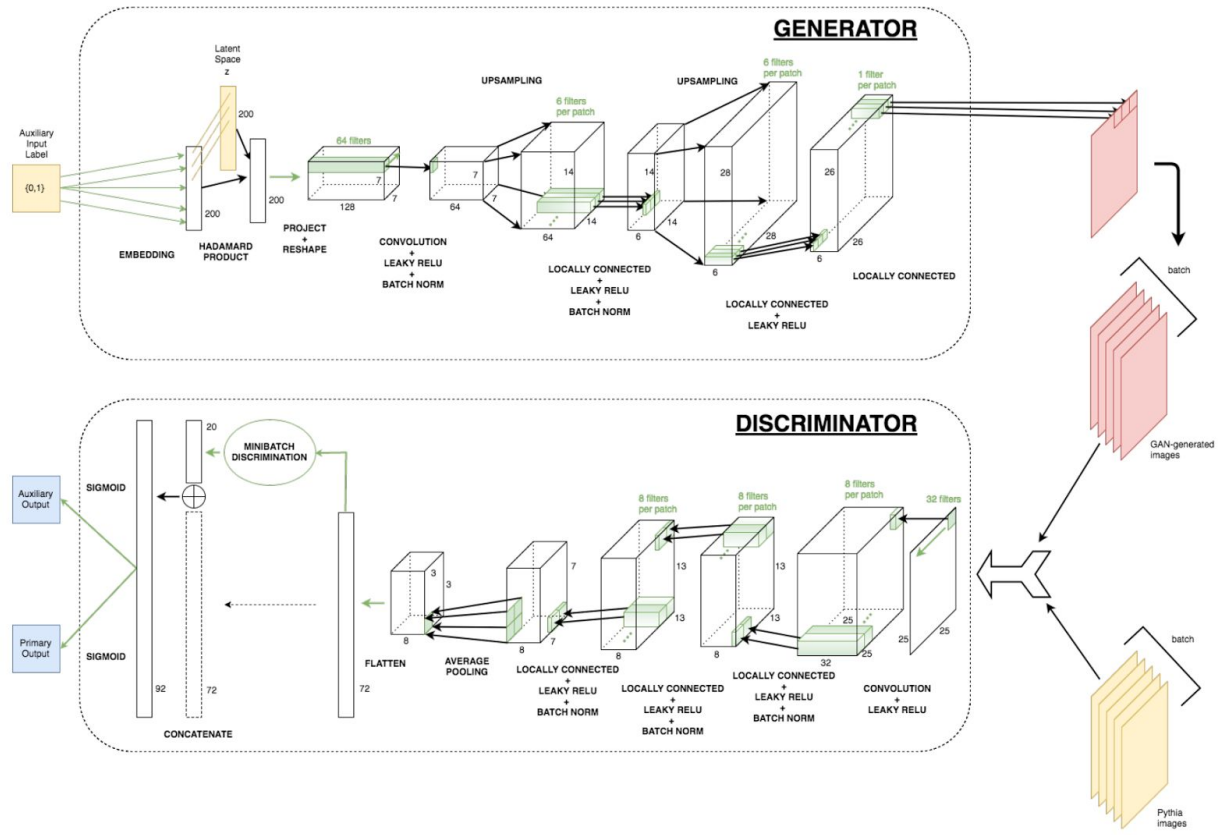 GENERATOR
Latent
Space
z
200
Auxiliary
Input
Label
{0,1}
200
200
EMBEDDING
HADAMARD
PRODUCT
PROJECT
+
RESHAPE
64 filters
7
7
128
CONVOLUTION
+
LEAKY RELU
+
BATCH NORM
7
7
64
UPSAMPLING
6 filters
per patch
14
14
64
LOCALLY CONNECTED
+
LEAKY RELU
+
BATCH NORM
14
14
6
UPSAMPLING
6 filters
per patch
28
28
6
LOCALLY CONNECTED
+
LEAKY RELU
1 filter
per patch
26
26
6
LOCALLY CONNECTED
batch
GAN-generated
images
DISCRIMINATOR
20
MINIBATCH
DISCRIMINATION
SIGMOID
Auxiliary
Output
Primary
Output
SIGMOID
92
72
CONCATENATE
72
FLATTEN
3
3
8
AVERAGE
POOLING
7
7
8
LOCALLY CONNECTED
+
LEAKY RELU
+
BATCH NORM
8 filters
per patch
13
13
8
LOCALLY CONNECTED
+
LEAKY RELU
+
BATCH NORM
8 filters
per patch
13
13
8
LOCALLY CONNECTED
+
LEAKY RELU
+
BATCH NORM
8 filters
per patch
25
25
32
CONVOLUTION
+
LEAKY RELU
32 filters
25
25
batch
Pythia
images